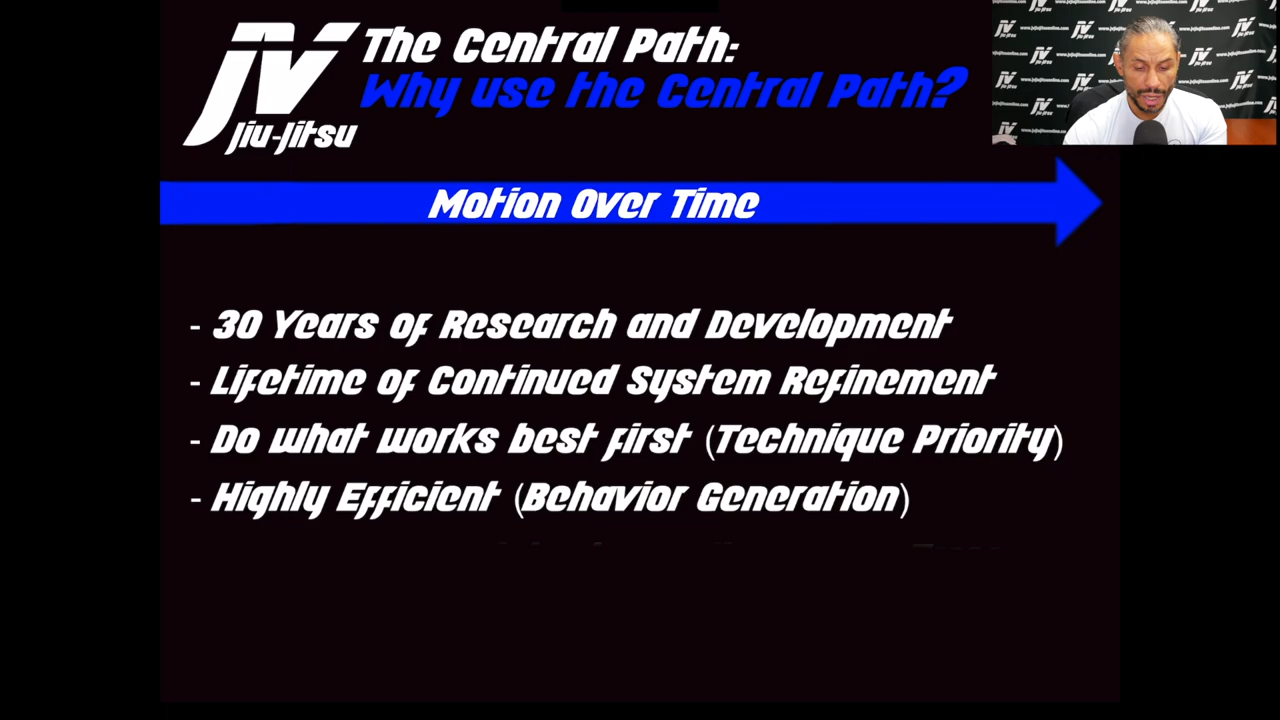 JV
Jiu-Jitsu
The Central Path:
Why use the Central Path?
Motion Over Time
- 30 Years of Research and Development
- Lifetime of Continued System Refinement
- Do what works best first (Technique Priority)
- Highly Efficient (Behavior Generation)